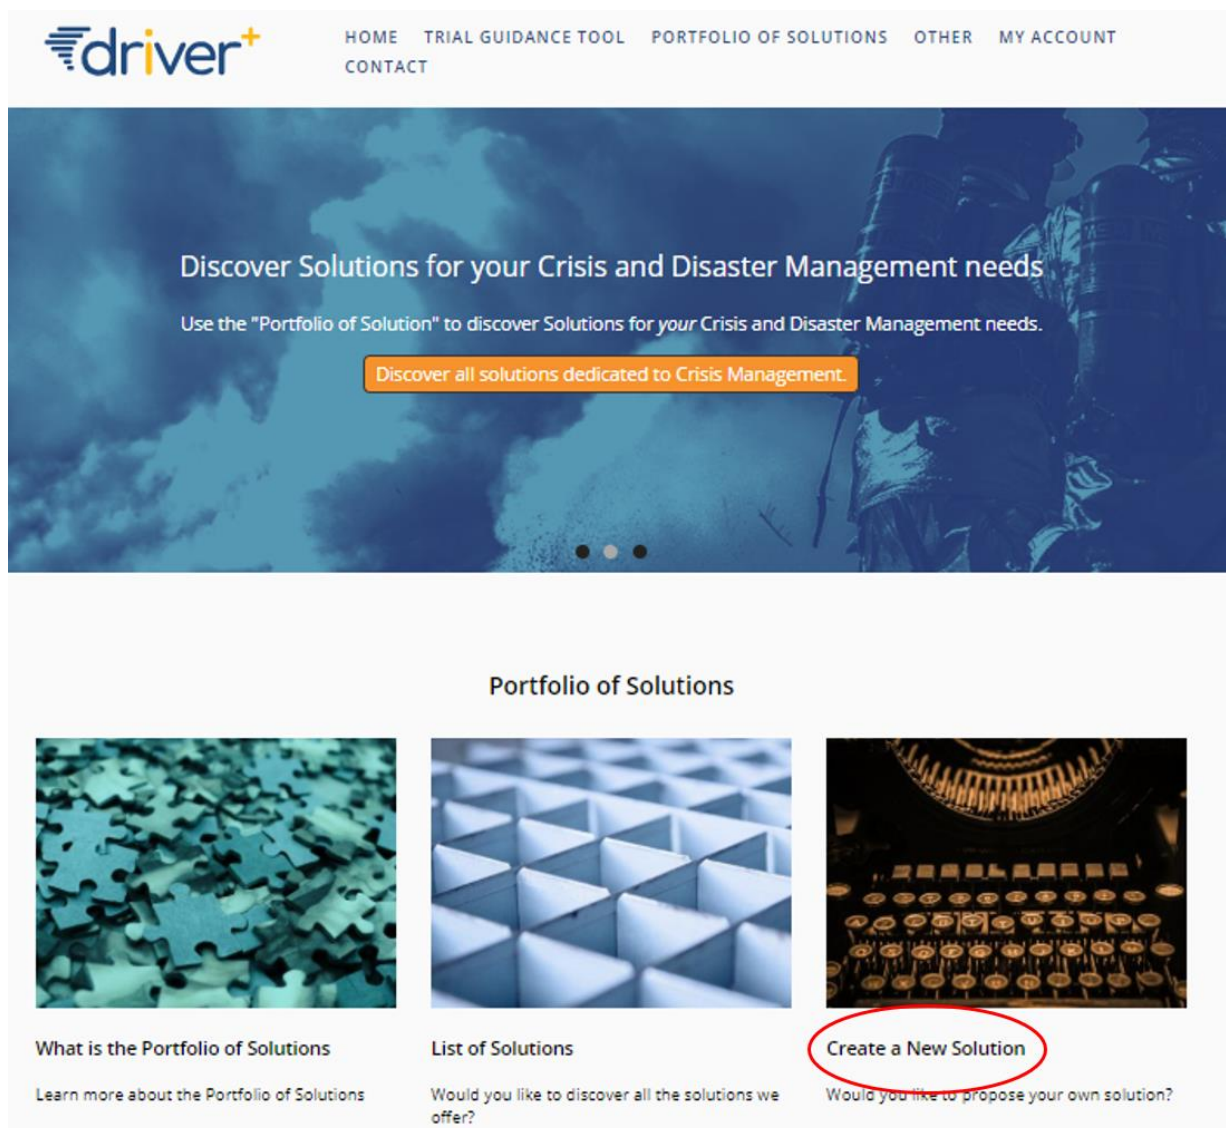 driver+
HOME TRIAL GUIDANCE TOOL PORTFOLIO OF SOLUTIONS OTHER MY ACCOUNT
CONTACT
Discover Solutions for your Crisis and Disaster Management needs
Use the "Portfolio of Solution" to discover Solutions for your Crisis and Disaster Management needs.
Discover all solutions dedicated to Crisis Management.
Portfolio of Solutions
What is the Portfolio of Solutions
Learn more about the Portfolio of Solutions
List of Solutions
Would you like to discover all the solutions we
offer?
Create a New Solution
Would you like to propose your own solution?